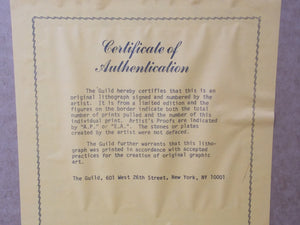 Certificate of
Authentication
The Guild hereby certifies that this is an
original lithograph signed and numbered by the
artist. It is from a limited edition and the
figures on the border indicate both the total
number of prints pulled and the number of this
individual print. Artist's Proofs are indicated
by "A.P." or "E.A." The stones or plates
created by the artist were not defaced.
The Guild further warrants that this litho-
graph was printed in accordance with accepted
practices for the creation of original graphic
art.
The Guild, 601 West 26th Street, New York, NY 10001